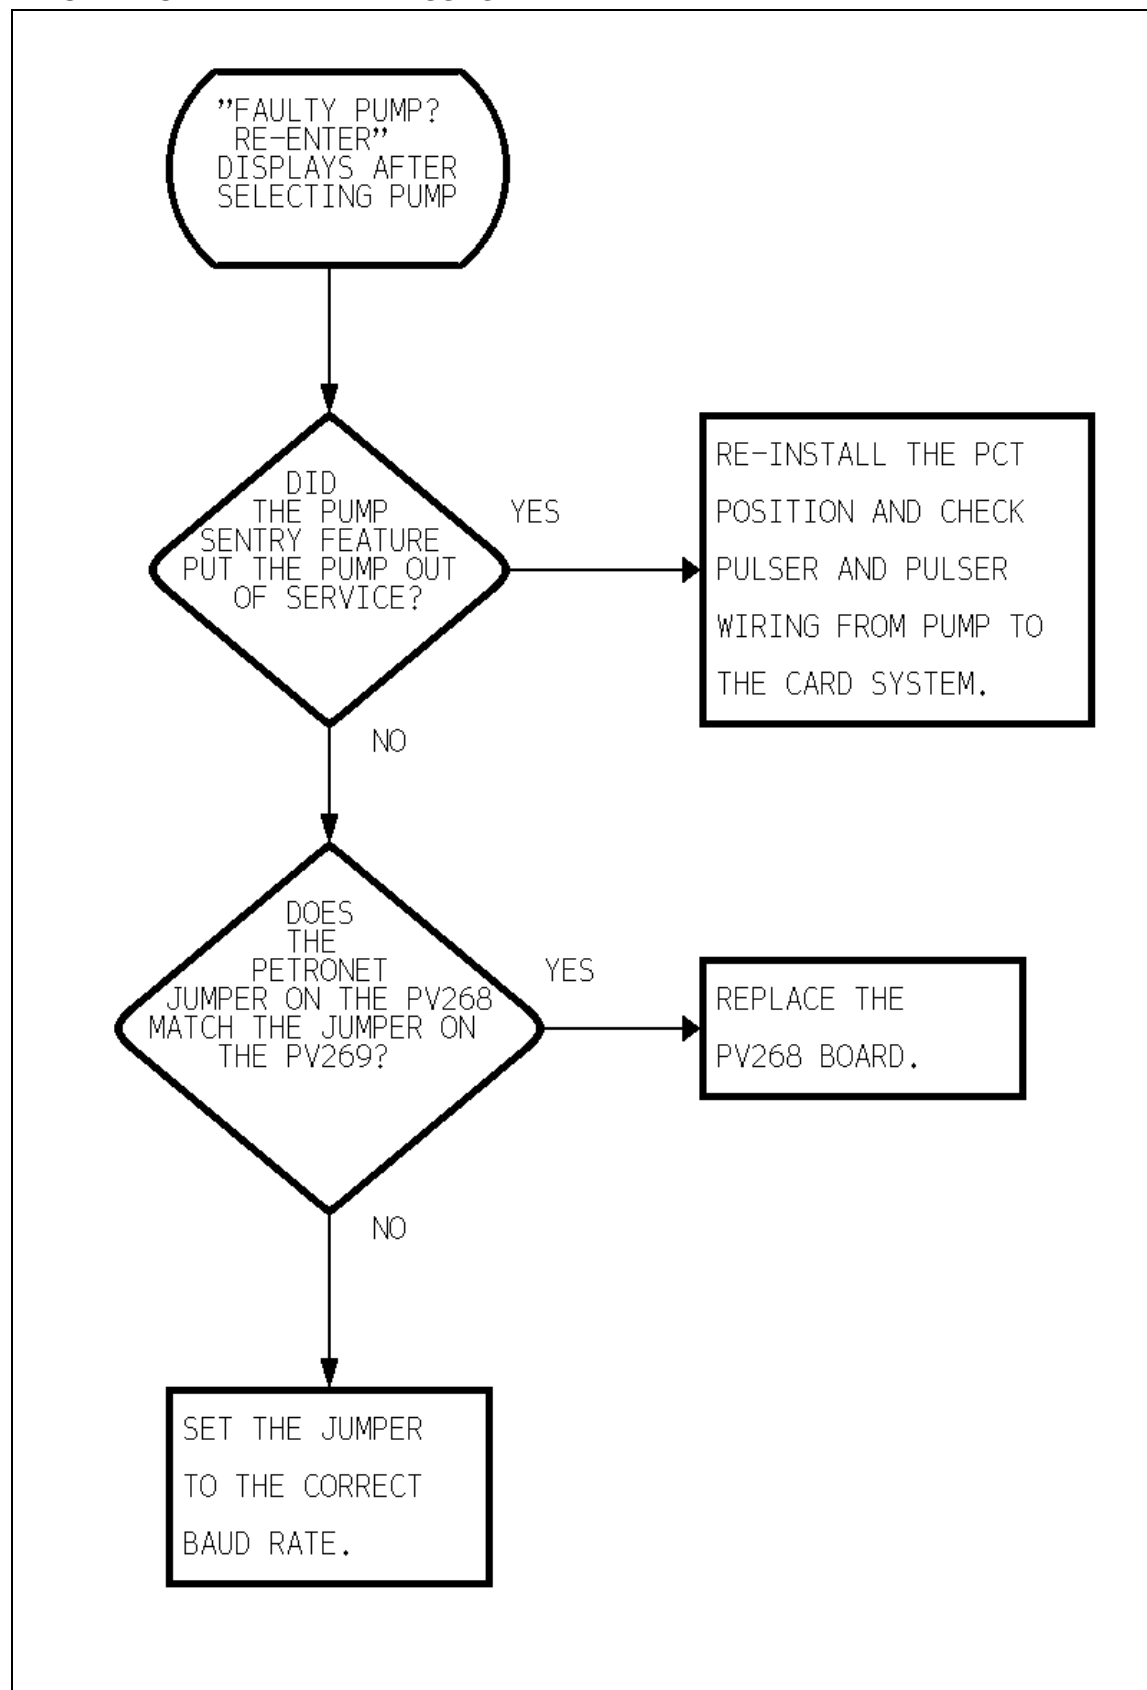 ”FAULTY PUMP?
RE-ENTER”
DISPLAYS AFTER
SELECTING PUMP
DID
THE PUMP
SENTRY FEATURE
PUT THE PUMP OUT
OF SERVICE?
YES
RE-INSTALL THE PCT
POSITION AND CHECK
PULSER AND PULSER
WIRING FROM PUMP TO
THE CARD SYSTEM.
NO
DOES
THE
PETRONET
JUMPER ON THE PV268
MATCH THE JUMPER ON
THE PV269?
YES
REPLACE THE
PV268 BOARD.
NO
SET THE JUMPER
TO THE CORRECT
BAUD RATE.